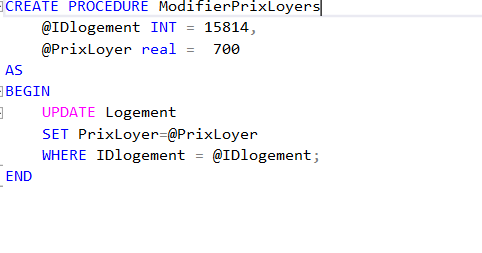 CREATE PROCEDURE ModifierPrixLoyers
@IDlogement INT = 15814,
@PrixLoyer real =  700
AS
BEGIN
UPDATE Logement
SET PrixLoyer=@PrixLoyer
WHERE IDlogement = @IDlogement;
END